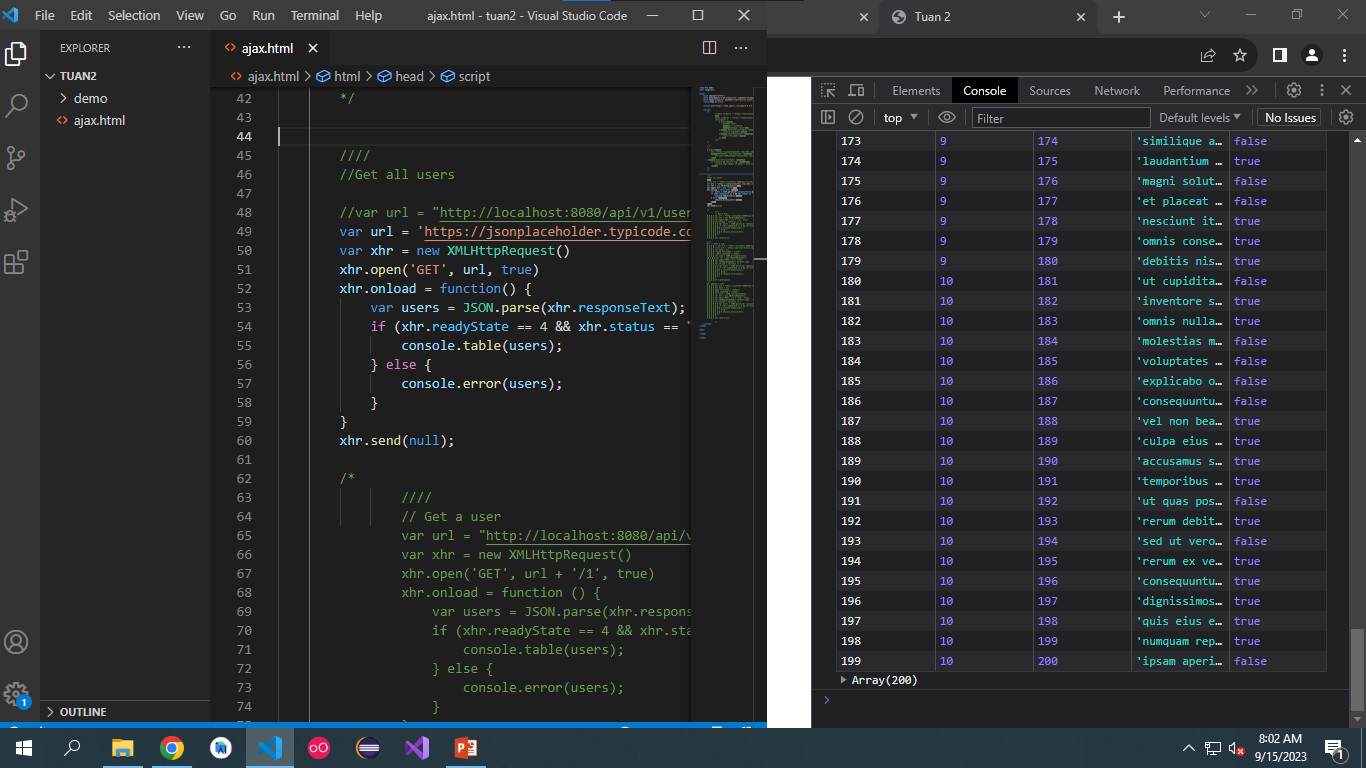 File Edit Selection View Go Run Terminal Help
ajax.html - tuan2 - Visual Studio Code
Tuan 2
EXPLORER
TUAN2
demo
ajax.html
OUTLINE
1
ajax.html
ajax.html > html > head > script
42 */
43
44
45 ////
46 //Get all users
47
48 //var url = "http://localhost:8080/api/v1/user
49 var url = 'https://jsonplaceholder.typicode.co
50 var xhr = new XMLHttpRequest()
51 xhr.open('GET', url, true)
52 xhr.onload = function() {
53 var users = JSON.parse(xhr.responseText);
54 if (xhr.readyState == 4 && xhr.status == "
55 console.table(users);
56 } else {
57 console.error(users);
58 }
59 }
60 xhr.send(null);
61
62 /*
63 ////
64 // Get a user
65 var url = "http://localhost:8080/api/v
66 var xhr = new XMLHttpRequest()
67 xhr.open('GET', url + '/1', true)
68 xhr.onload = function () {
69 var users = JSON.parse(xhr.respons
70 if (xhr.readyState == 4 && xhr.sta
71 console.table(users);
72 } else {
73 console.error(users);
74 }
Elements Console Sources Network Performance
top Filter Default levels No Issues
173 9 174 'similique a… false
174 9 175 'laudantium … true
175 9 176 'magni solut… false
176 9 177 'et placeat … false
177 9 178 'nesciunt it… true
178 9 179 'omnis conse… true
179 9 180 'debitis nis… true
180 10 181 'ut cupidita… false
181 10 182 'inventore s… true
182 10 183 'omnis nulla… true
183 10 184 'molestias m… false
184 10 185 'voluptates … false
185 10 186 'explicabo o… false
186 10 187 'consequuntu… false
187 10 188 'vel non bea… true
188 10 189 'culpa eius … true
189 10 190 'accusamus s… true
190 10 191 'temporibus … true
191 10 192 'ut quas pos… false
192 10 193 'rerum debit… true
193 10 194 'sed ut vero… false
194 10 195 'rerum ex ve… true
195 10 196 'consequuntu… true
196 10 197 'dignissimos… true
197 10 198 'quis eius e… true
198 10 199 'numquam rep… true
199 10 200 'ipsam aperi… false
Array(200)
8:02 AM
9/15/2023
1